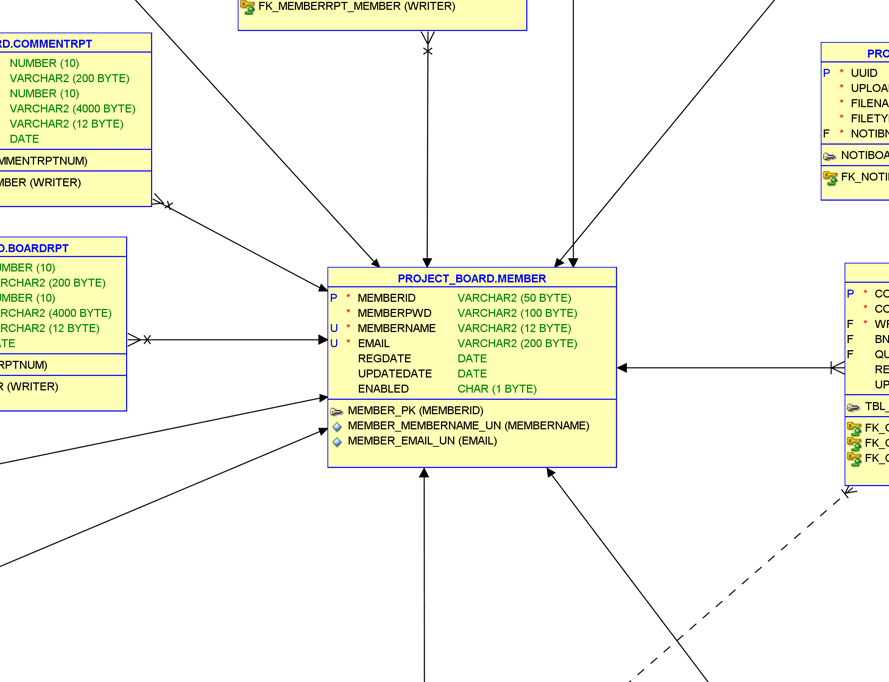 FK_MEMBERRPT_MEMBER (WRITER)
RD.COMMENTRPT
NUMBER (10)
VARCHAR2 (200 BYTE)
NUMBER (10)
VARCHAR2 (4000 BYTE)
VARCHAR2 (12 BYTE)
DATE
MMENTRPTNUM)
MBER (WRITER)
PRO
P * UUID
* UPLOA
* FILENA
* FILETY
F * NOTIBN
NOTIBOA
FK_NOTI
D.BOARDRPT
UMBER (10)
RCHAR2 (200 BYTE)
UMBER (10)
RCHAR2 (4000 BYTE)
RCHAR2 (12 BYTE)
ATE
RPTNUM)
R (WRITER)
PROJECT_BOARD.MEMBER
P * MEMBERID VARCHAR2 (50 BYTE)
* MEMBERPWD VARCHAR2 (100 BYTE)
U * MEMBERNAME VARCHAR2 (12 BYTE)
U * EMAIL VARCHAR2 (200 BYTE)
REGDATE DATE
UPDATEDATE DATE
ENABLED CHAR (1 BYTE)
MEMBER_PK (MEMBERID)
MEMBER_MEMBERNAME_UN (MEMBERNAME)
MEMBER_EMAIL_UN (EMAIL)
P * CO
* CO
F * WR
F BN
F QU
RE
UP
TBL_
FK_C
FK_C
FK_C